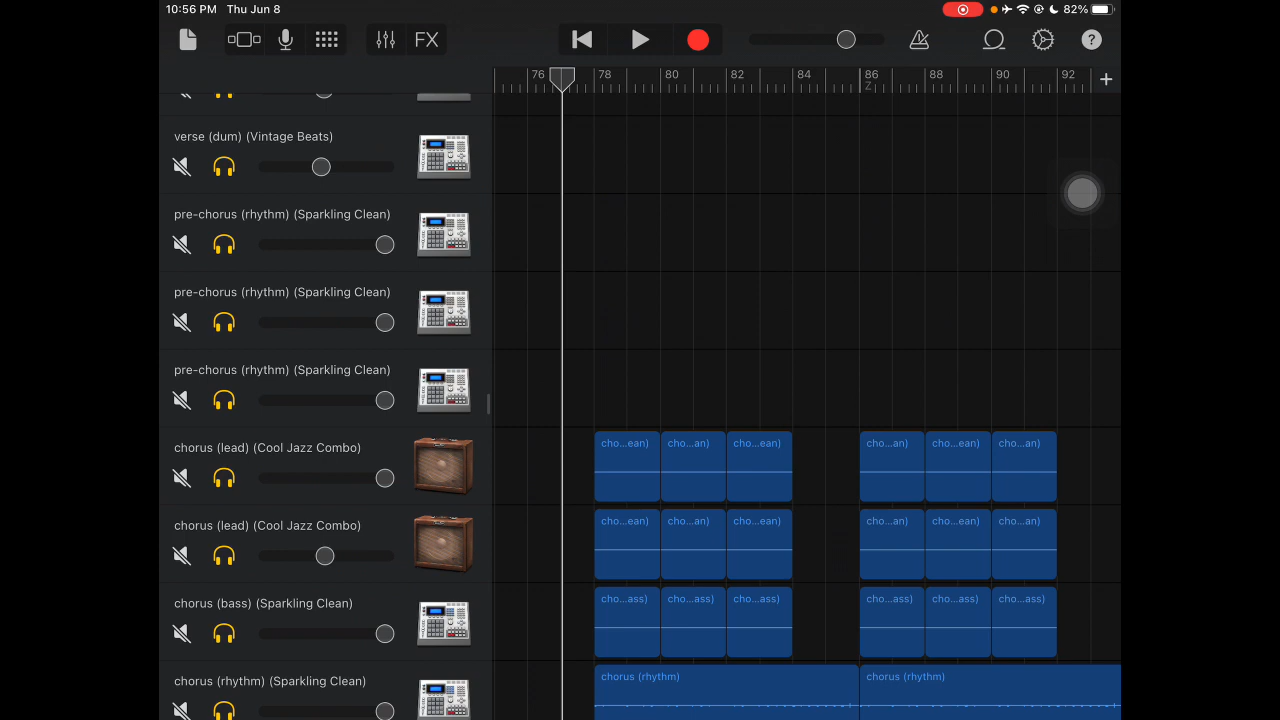 10:56 PM Thu Jun 8 82%
FX ?
76 78 80 82 84 86 88 90 92 +
Z
verse (dum) (Vintage Beats)
pre-chorus (rhythm) (Sparkling Clean)
pre-chorus (rhythm) (Sparkling Clean)
pre-chorus (rhythm) (Sparkling Clean)
chorus (lead) (Cool Jazz Combo)
cho...ean) cho...an) cho...ean) cho...an) cho...ean) cho...an)
chorus (lead) (Cool Jazz Combo)
cho...ean) cho...an) cho...ean) cho...an) cho...ean) cho...an)
chorus (bass) (Sparkling Clean)
cho...ass) cho...ass) cho...ass) cho...ass) cho...ass) cho...ass)
chorus (rhythm) (Sparkling Clean)
chorus (rhythm) chorus (rhythm)